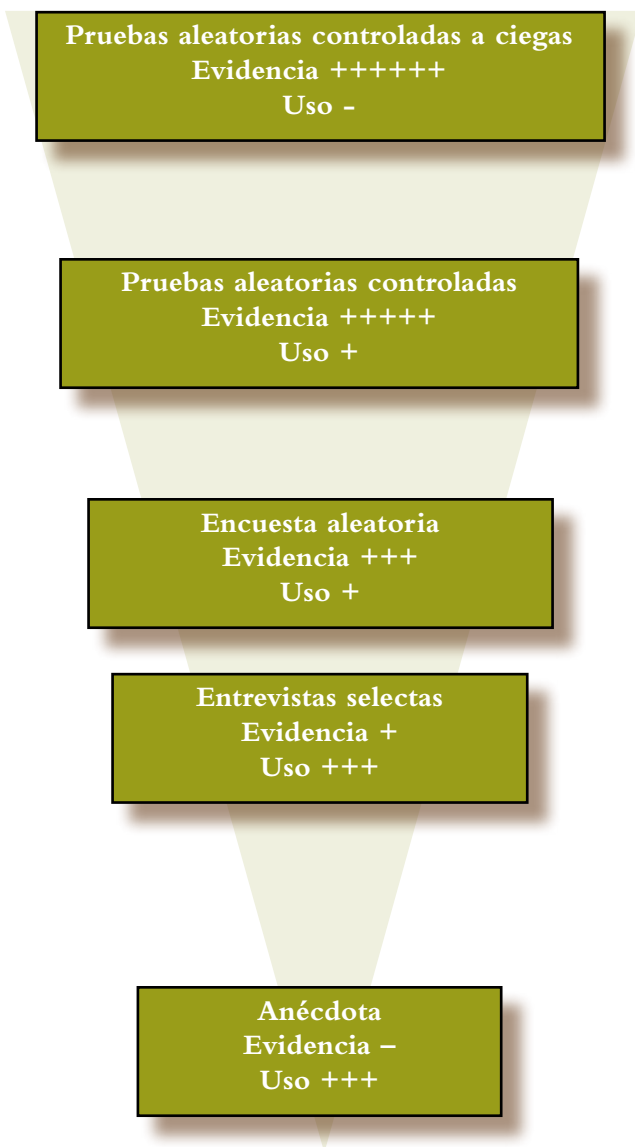 Pruebas aleatorias controladas a ciegas
Evidencia ++++++
Uso -
Pruebas aleatorias controladas
Evidencia +++++
Uso +
Encuesta aleatoria
Evidencia +++
Uso +
Entrevistas selectas
Evidencia +
Uso +++
Anécdota
Evidencia –
Uso +++